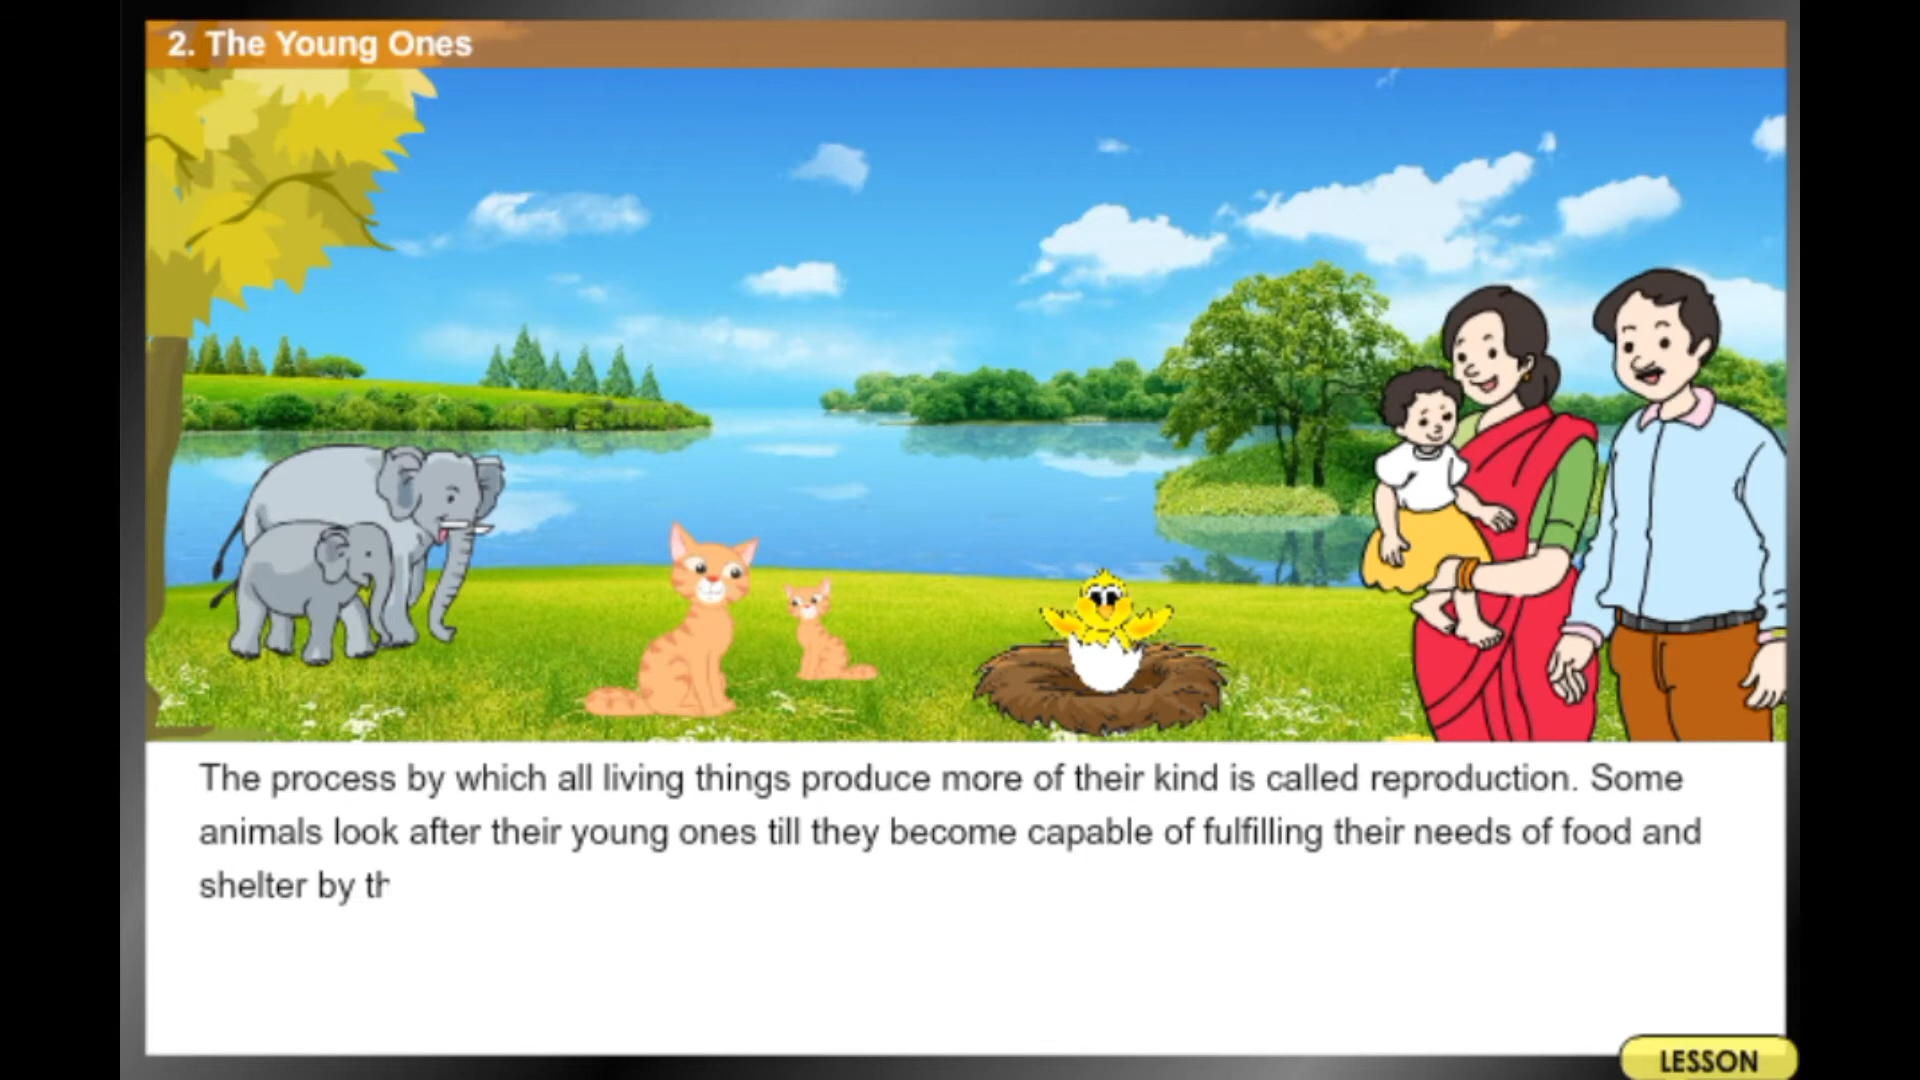 2. The Young Ones
The process by which all living things produce more of their kind is called reproduction. Some
animals look after their young ones till they become capable of fulfilling their needs of food and
shelter by th
LESSON